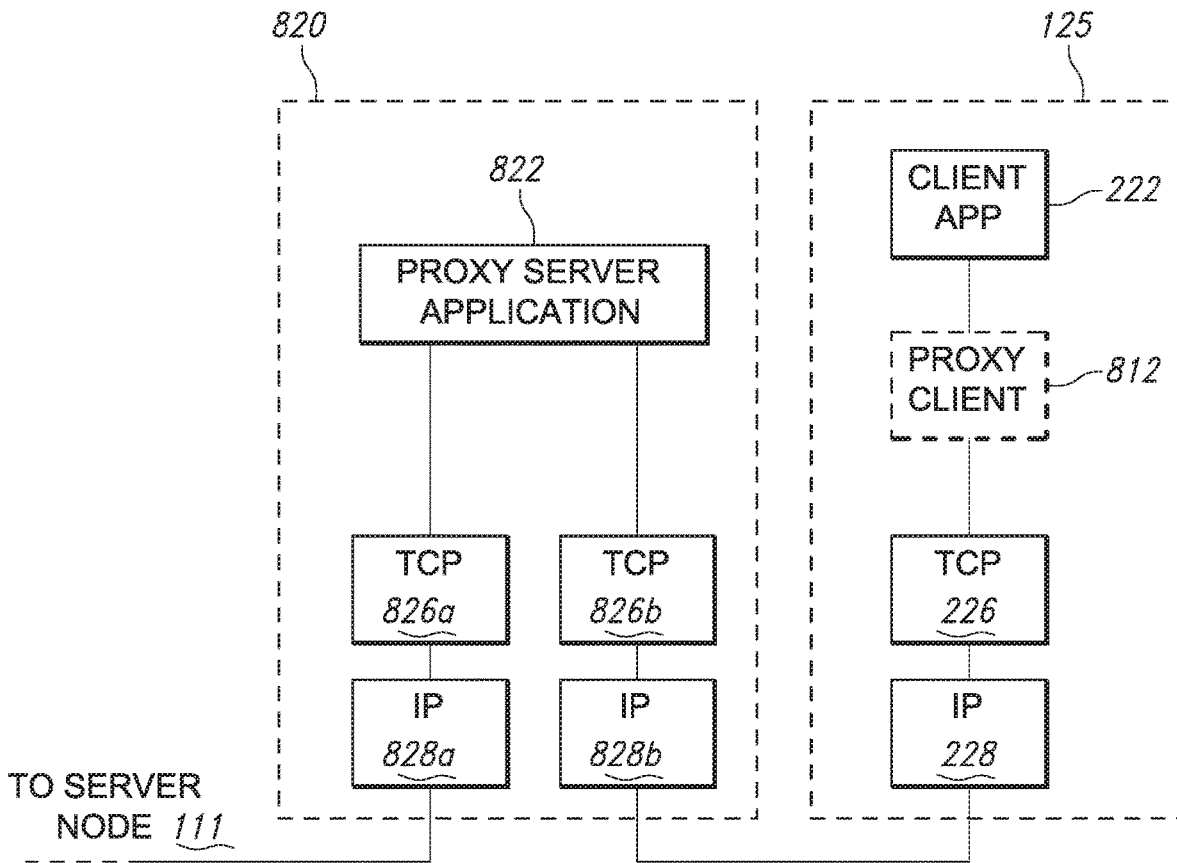 820
125
822
PROXY SERVER
APPLICATION
CLIENT
APP
222
PROXY
CLIENT
812
TCP
826a
TCP
826b
TCP
226
IP
828a
IP
828b
IP
228
TO SERVER
NODE 111